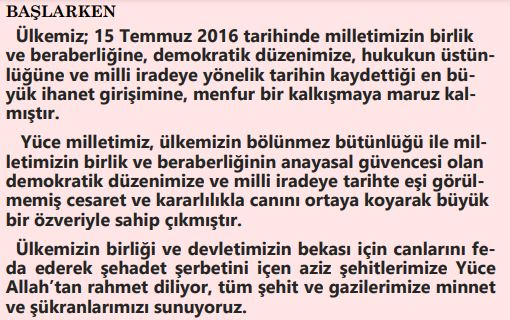 BAŞLARKEN
Ülkemiz; 15 Temmuz 2016 tarihinde milletimizin birlik
ve beraberliğine, demokratik düzenimize, hukukun üstün-
lüğüne ve milli iradeye yönelik tarihin kaydettiği en bü-
yük ihanet girişimine, menfur bir kalkışmaya maruz kal-
mıştır.
Yüce milletimiz, ülkemizin bölünmez bütünlüğü ile mil-
letimizin birlik ve beraberliğinin anayasal güvencesi olan
demokratik düzenimize ve milli iradeye tarihte eşi görül-
memiş cesaret ve kararlılıkla canını ortaya koyarak büyük
bir özveriyle sahip çıkmıştır.
Ülkemizin birliği ve devletimizin bekası için canlarını fe-
da ederek şehadet şerbetini içen aziz şehitlerimize Yüce
Allah’tan rahmet diliyor, tüm şehit ve gazilerimize minnet
ve şükranlarımızı sunuyoruz.